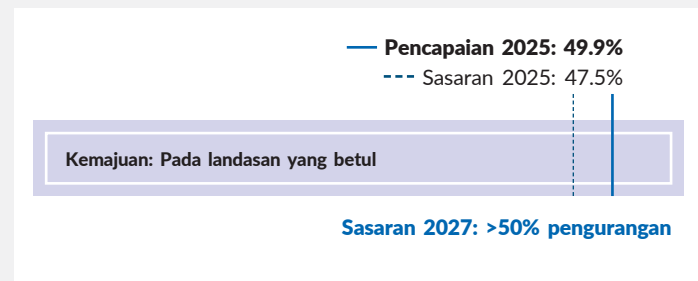 Pencapaian 2025: 49.9%
Sasaran 2025: 47.5%
Kemajuan: Pada landasan yang betul
Sasaran 2027: >50% pengurangan